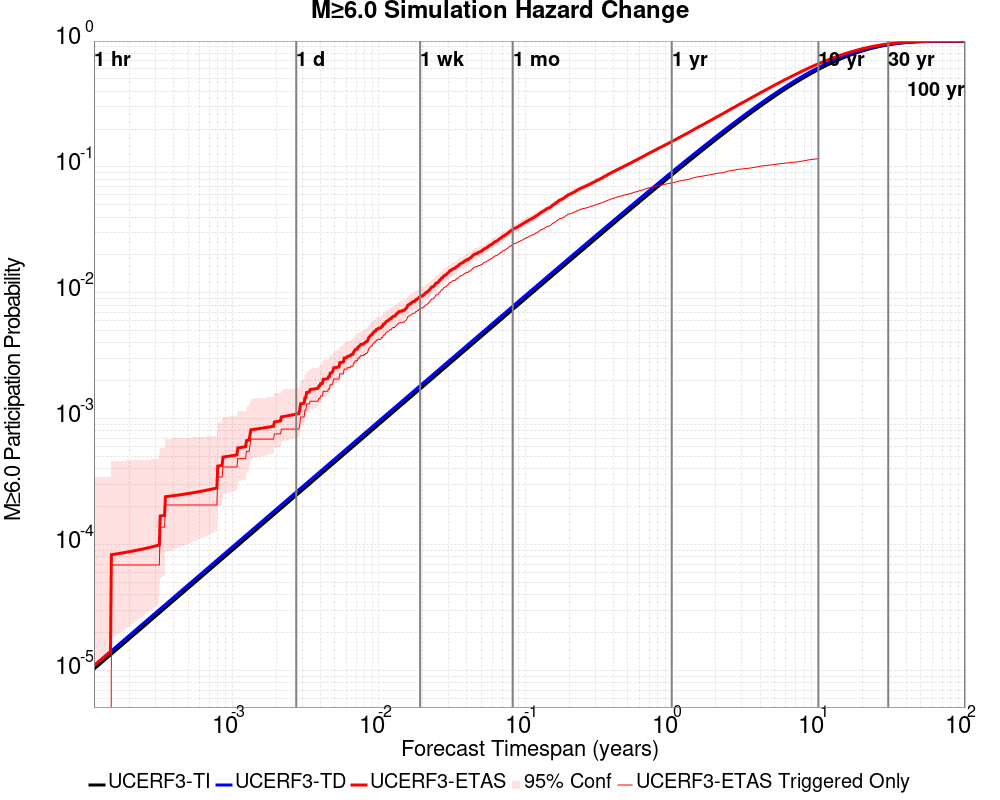 M≥6.0 Simulation Hazard Change
10^0
1 hr 1 d 1 wk 1 mo 1 yr 10 yr 30 yr
100 yr
10^-1
10^-2
10^-3
10^-4
10^-5
M≥6.0 Participation Probability
10^-3 10^-2 10^-1 10^0 10^1 10^2
Forecast Timespan (years)
UCERF3-TI UCERF3-TD UCERF3-ETAS 95% Conf UCERF3-ETAS Triggered Only